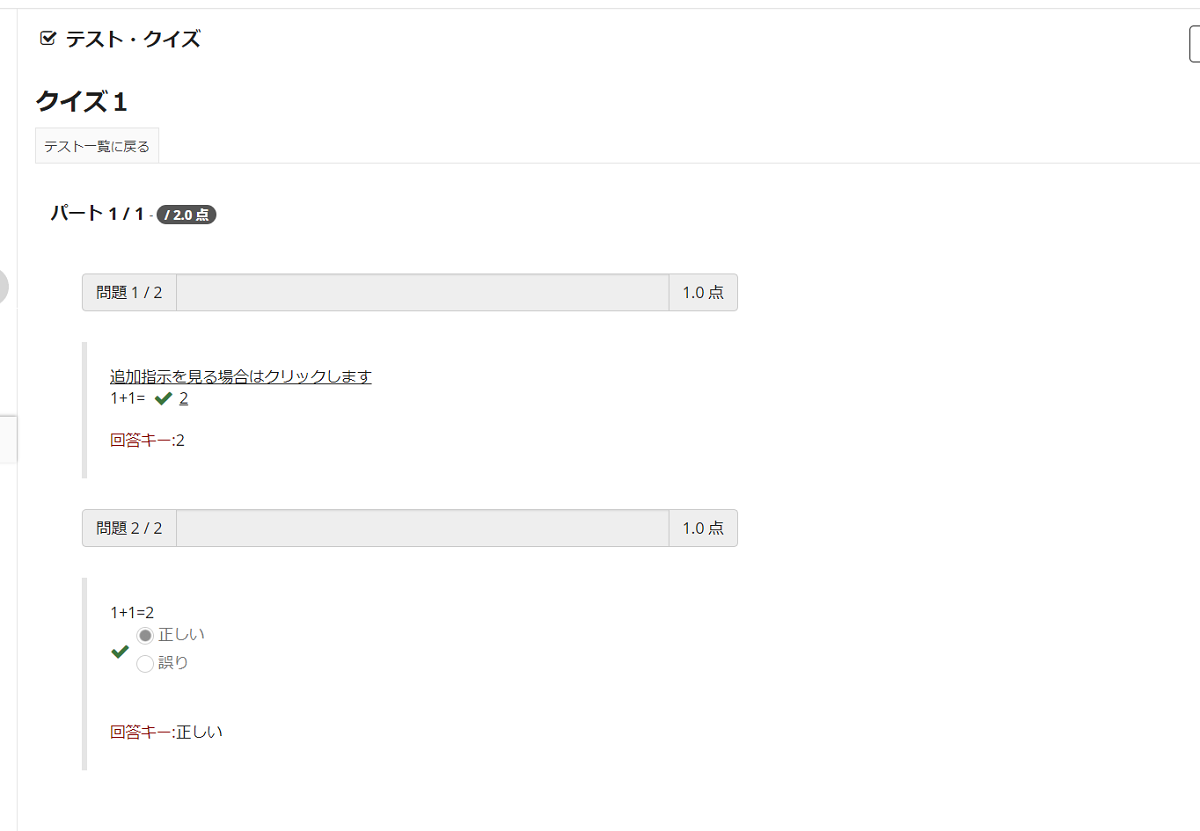 テスト・クイズ
クイズ 1
テスト一覧に戻る
パート 1 / 1 - / 2.0 点
問題 1 / 2 1.0 点
追加指示を見る場合はクリックします
1+1= 2
回答キー:2
問題 2 / 2 1.0 点
1+1=2
正しい
誤り
回答キー:正しい